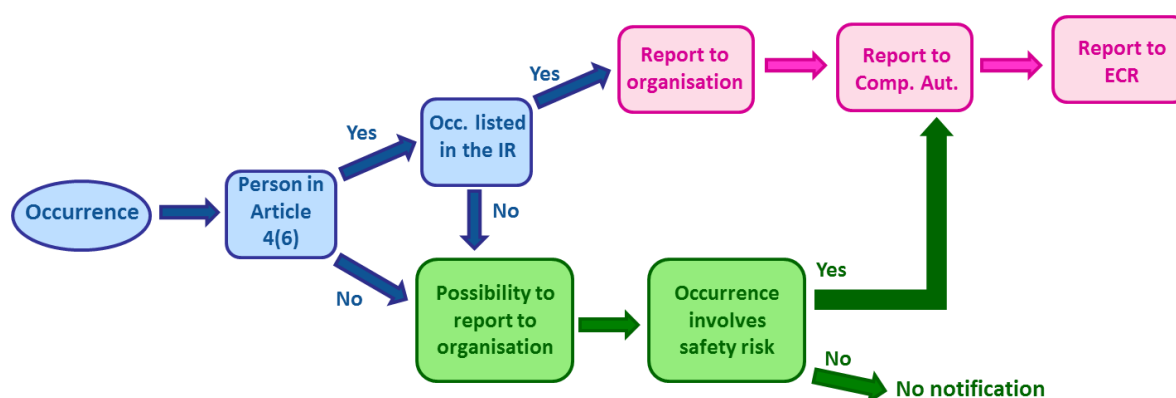 Report to
organisation
Report to
Comp. Aut.
Report to
ECR
Yes
Occ. listed
in the IR
Yes
Occurrence
Person in
Article
4(6)
No
No
Possibility to
report to
organisation
Occurrence
involves
safety risk
Yes
No
No notification